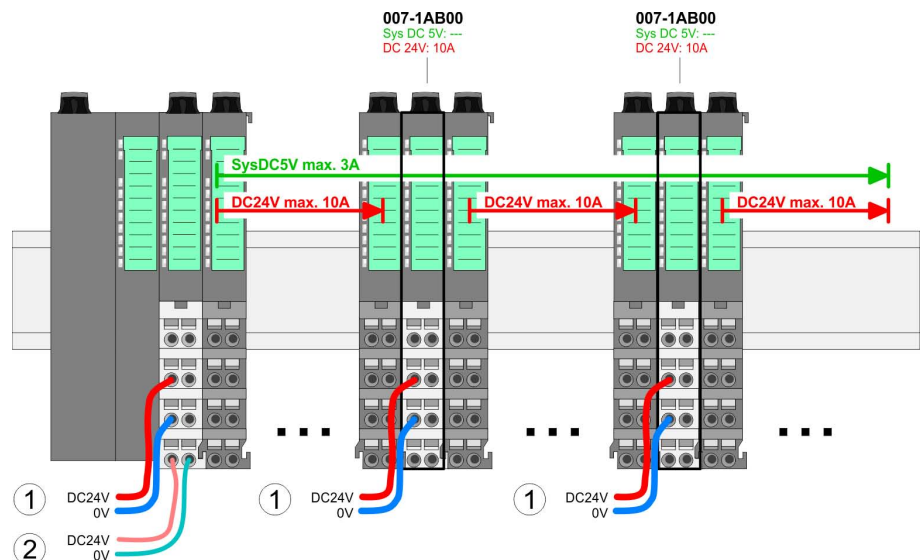 007-1AB00
Sys DC 5V: ---
DC 24V: 10A
007-1AB00
Sys DC 5V: ---
DC 24V: 10A
SysDC5V max. 3A
DC24V max. 10A
DC24V max. 10A
DC24V max. 10A
1
DC24V
0V
1
DC24V
0V
1
DC24V
0V
2
DC24V
0V